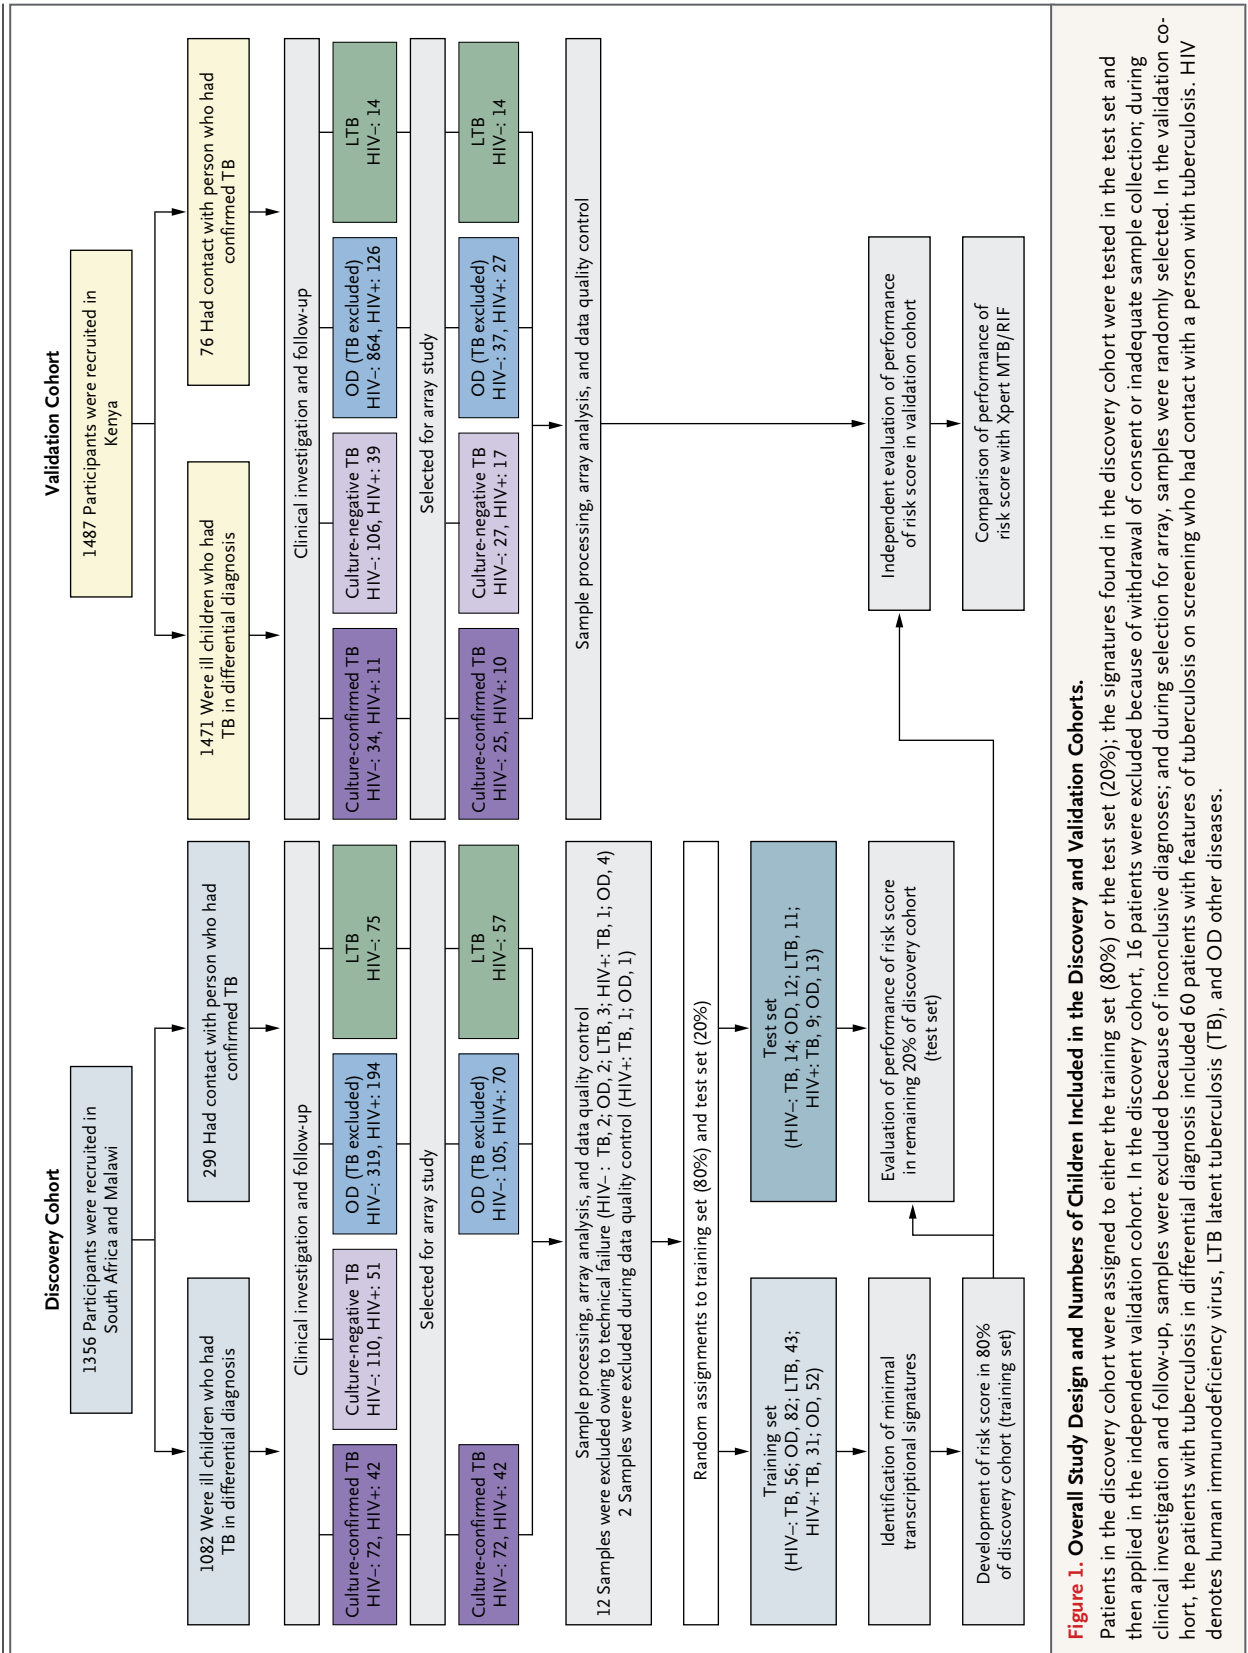 Discovery Cohort
1356 Participants were recruited in
South Africa and Malawi
1082 Were ill children who had
TB in differential diagnosis
290 Had contact with person who had
confirmed TB
Clinical investigation and follow-up
Culture-confirmed TB
HIV–: 72, HIV+: 42
Culture-negative TB
HIV–: 110, HIV+: 51
OD (TB excluded)
HIV–: 319, HIV+: 194
LTB
HIV–: 75
Selected for array study
Culture-confirmed TB
HIV–: 72, HIV+: 42
OD (TB excluded)
HIV–: 105, HIV+: 70
LTB
HIV–: 57
Sample processing, array analysis, and data quality control
12 Samples were excluded owing to technical failure (HIV– : TB, 2; OD, 2; LTB, 3; HIV+: TB, 1; OD, 4)
2 Samples were excluded during data quality control (HIV+: TB, 1; OD, 1)
Random assignments to training set (80%) and test set (20%)
Training set
(HIV–: TB, 56; OD, 82; LTB, 43;
HIV+: TB, 31; OD, 52)
Test set
(HIV–: TB, 14; OD, 12; LTB, 11;
HIV+: TB, 9; OD, 13)
Identification of minimal
transcriptional signatures
Evaluation of performance of risk score
in remaining 20% of discovery cohort
(test set)
Development of risk score in 80%
of discovery cohort (training set)
Validation Cohort
1487 Participants were recruited in
Kenya
1471 Were ill children who had
TB in differential diagnosis
76 Had contact with person who had
confirmed TB
Clinical investigation and follow-up
Culture-confirmed TB
HIV–: 34, HIV+: 11
Culture-negative TB
HIV–: 106, HIV+: 39
OD (TB excluded)
HIV–: 864, HIV+: 126
LTB
HIV–: 14
Selected for array study
Culture-confirmed TB
HIV–: 25, HIV+: 10
Culture-negative TB
HIV–: 27, HIV+: 17
OD (TB excluded)
HIV–: 37, HIV+: 27
LTB
HIV–: 14
Sample processing, array analysis, and data quality control
Independent evaluation of performance
of risk score in validation cohort
Comparison of performance of
risk score with Xpert MTB/RIF
Figure 1. Overall Study Design and Numbers of Children Included in the Discovery and Validation Cohorts.
Patients in the discovery cohort were assigned to either the training set (80%) or the test set (20%); the signatures found in the discovery cohort were tested in the test set and
then applied in the independent validation cohort. In the discovery cohort, 16 patients were excluded because of withdrawal of consent or inadequate sample collection; during
clinical investigation and follow-up, samples were excluded because of inconclusive diagnoses; and during selection for array, samples were randomly selected. In the validation co-
hort, the patients with tuberculosis in differential diagnosis included 60 patients with features of tuberculosis on screening who had contact with a person with tuberculosis. HIV
denotes human immunodeficiency virus, LTB latent tuberculosis (TB), and OD other diseases.